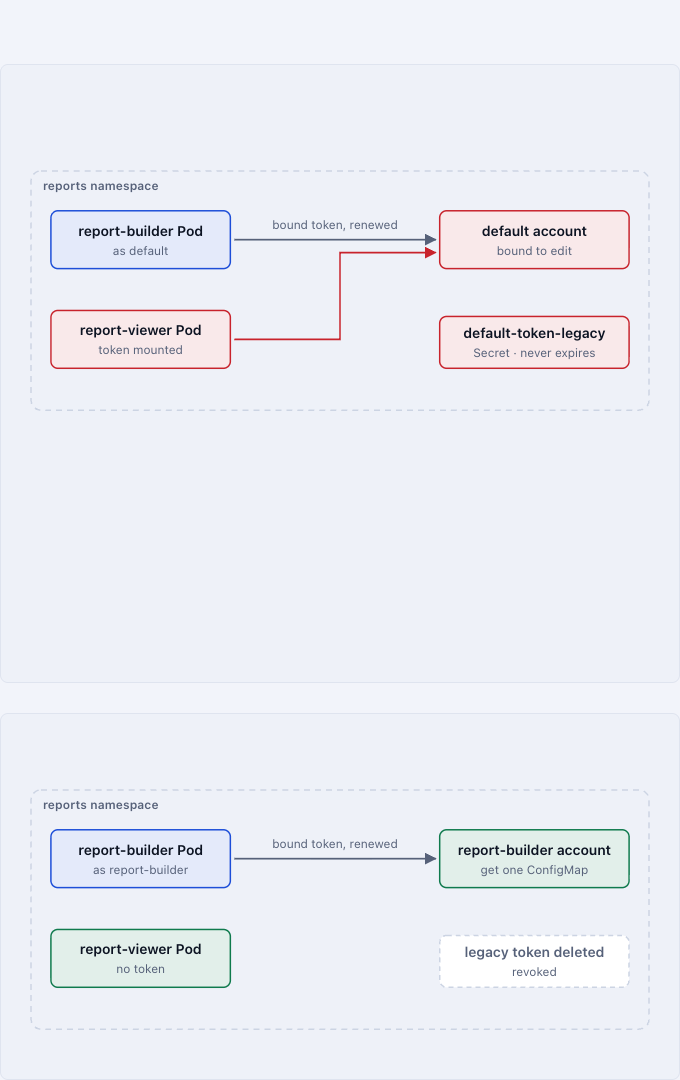 reports namespace
report-builder Pod
as default
bound token, renewed
default account
bound to edit
report-viewer Pod
token mounted
default-token-legacy
Secret · never expires
reports namespace
report-builder Pod
as report-builder
bound token, renewed
report-builder account
get one ConfigMap
report-viewer Pod
no token
legacy token deleted
revoked